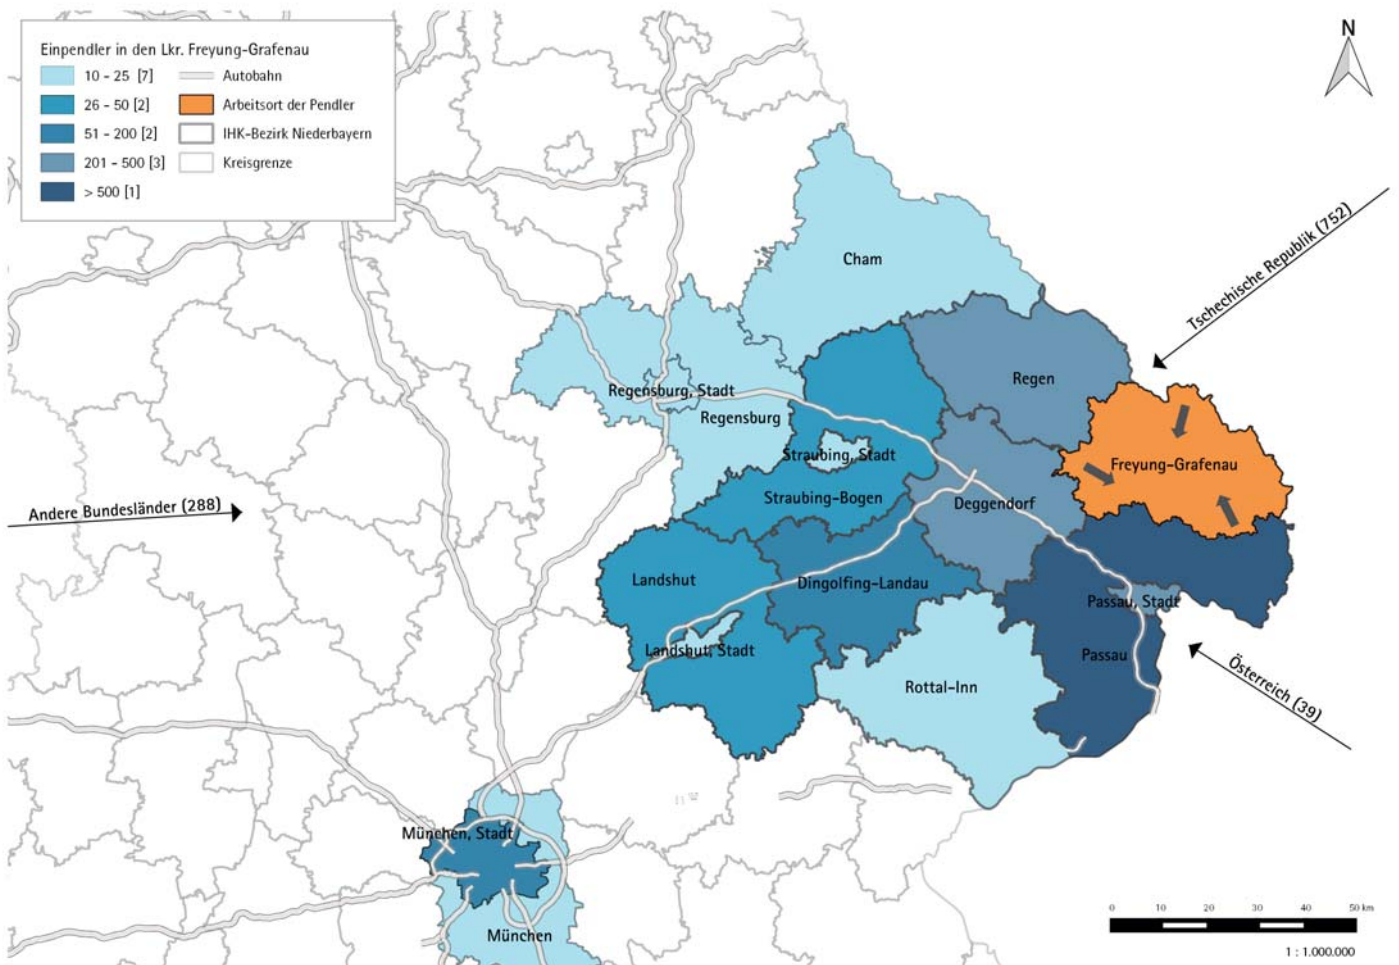 N
Einpendler in den Lkr. Freyung-Grafenau
10 - 25 [7]
Autobahn
26 - 50 [2]
Arbeitsort der Pendler
51 - 200 [2]
IHK-Bezirk Niederbayern
201 - 500 [3]
Kreisgrenze
> 500 [1]
Tschechische Republik (752)
Cham
Regen
Regensburg, Stadt
Regensburg
Straubing, Stadt
Freyung-Grafenau
Straubing-Bogen
Deggendorf
Andere Bundesländer (288)
Landshut
Dingolfing-Landau
Passau, Stadt
Landshut, Stadt
Passau
Rottal-Inn
Österreich (39)
München, Stadt
München
0 10 20 30 40 50 km
1 : 1.000.000